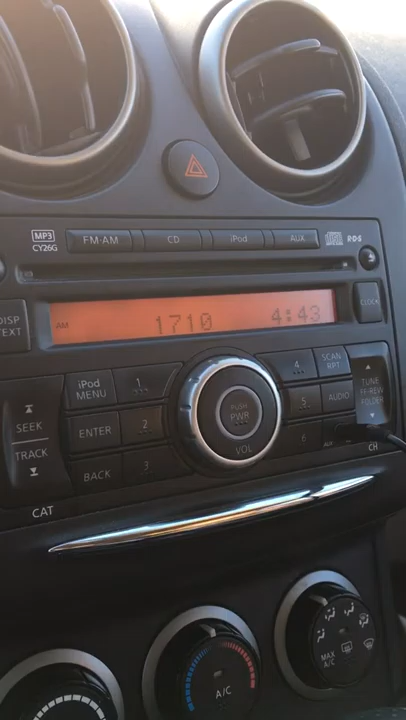 MP3
CY26G
FM·AM
CD
iPod
AUX
RDS
DISP
TEXT
CLOCK
AM
1710
4:43
iPod
MENU
1
4
SCAN
RPT
TUNE
FF·REW
FOLDER
SEEK
TRACK
ENTER
2
PUSH
PWR
VOL
5
AUDIO
BACK
3
6
CAT
CH
A/C
MAX
A/C